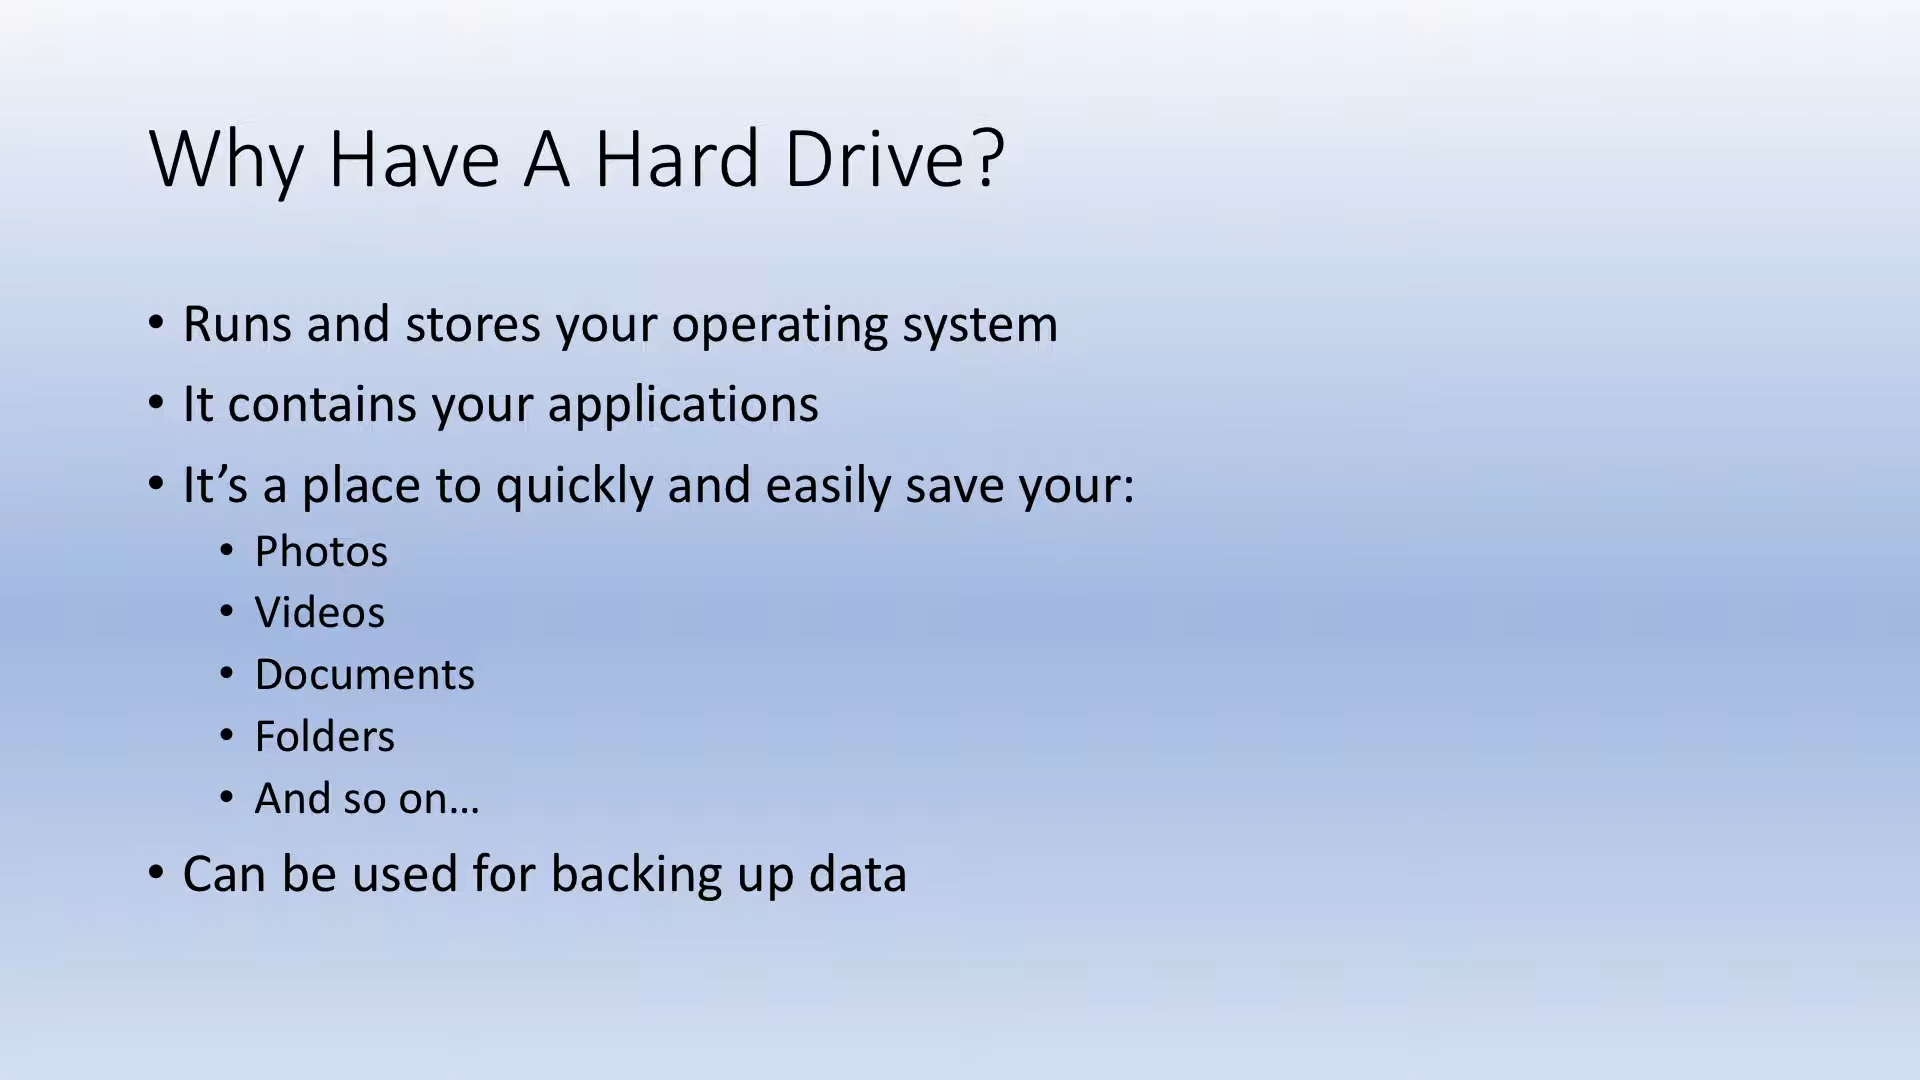 Why Have A Hard Drive?
• Runs and stores your operating system
• It contains your applications
• It’s a place to quickly and easily save your:
• Photos
• Videos
• Documents
• Folders
• And so on…
• Can be used for backing up data